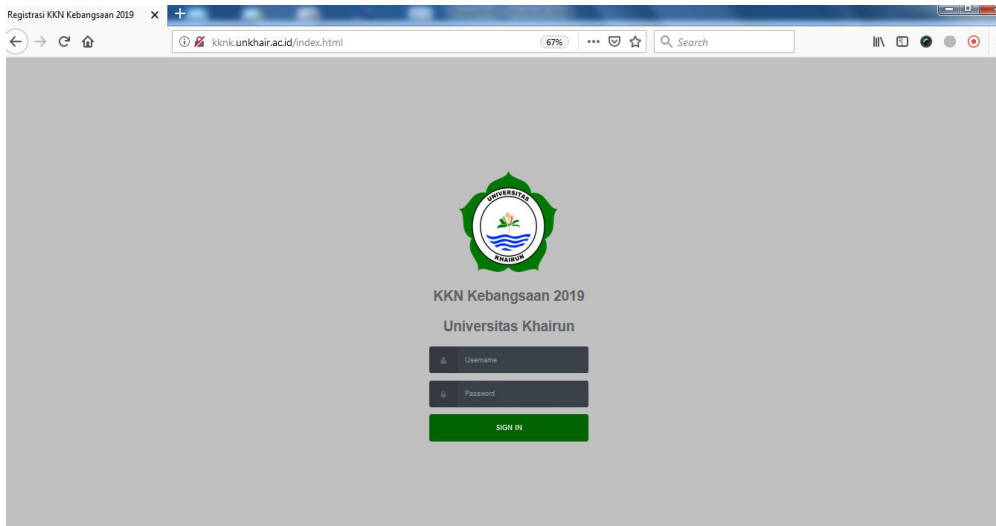 Registrasi KKN Kebangsaan 2019
kknk.unkhair.ac.id/index.html
67%
Search
UNIVERSITAS
KHAIRUN
KKN Kebangsaan 2019
Universitas Khairun
Username
Password
SIGN IN